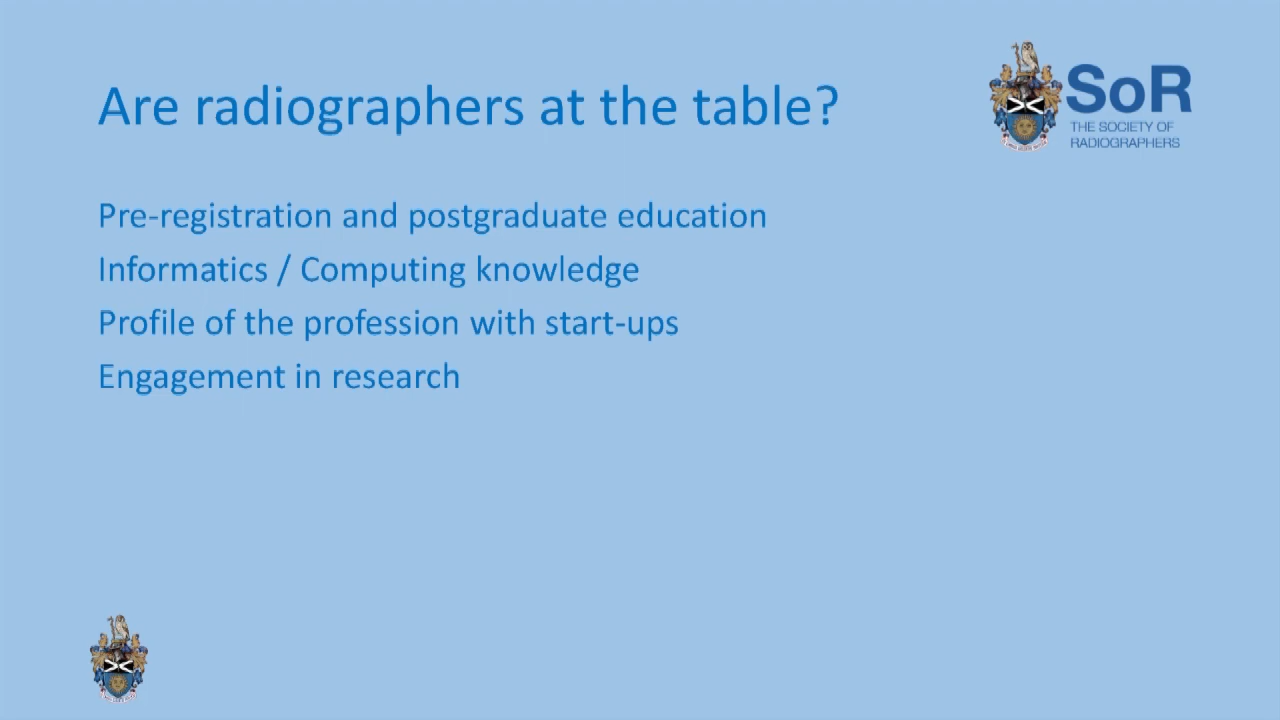 Are radiographers at the table?
SoR
THE SOCIETY OF
RADIOGRAPHERS
Pre-registration and postgraduate education
Informatics / Computing knowledge
Profile of the profession with start-ups
Engagement in research